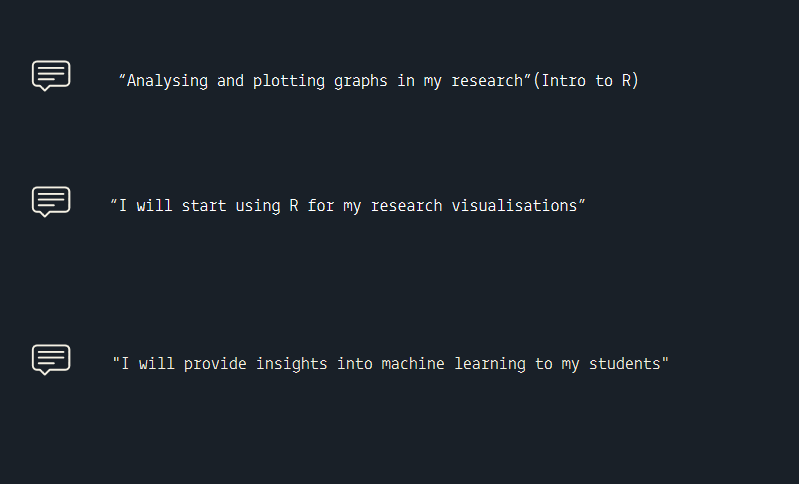 “Analysing and plotting graphs in my research”(Intro to R)
“I will start using R for my research visualisations”
"I will provide insights into machine learning to my students"